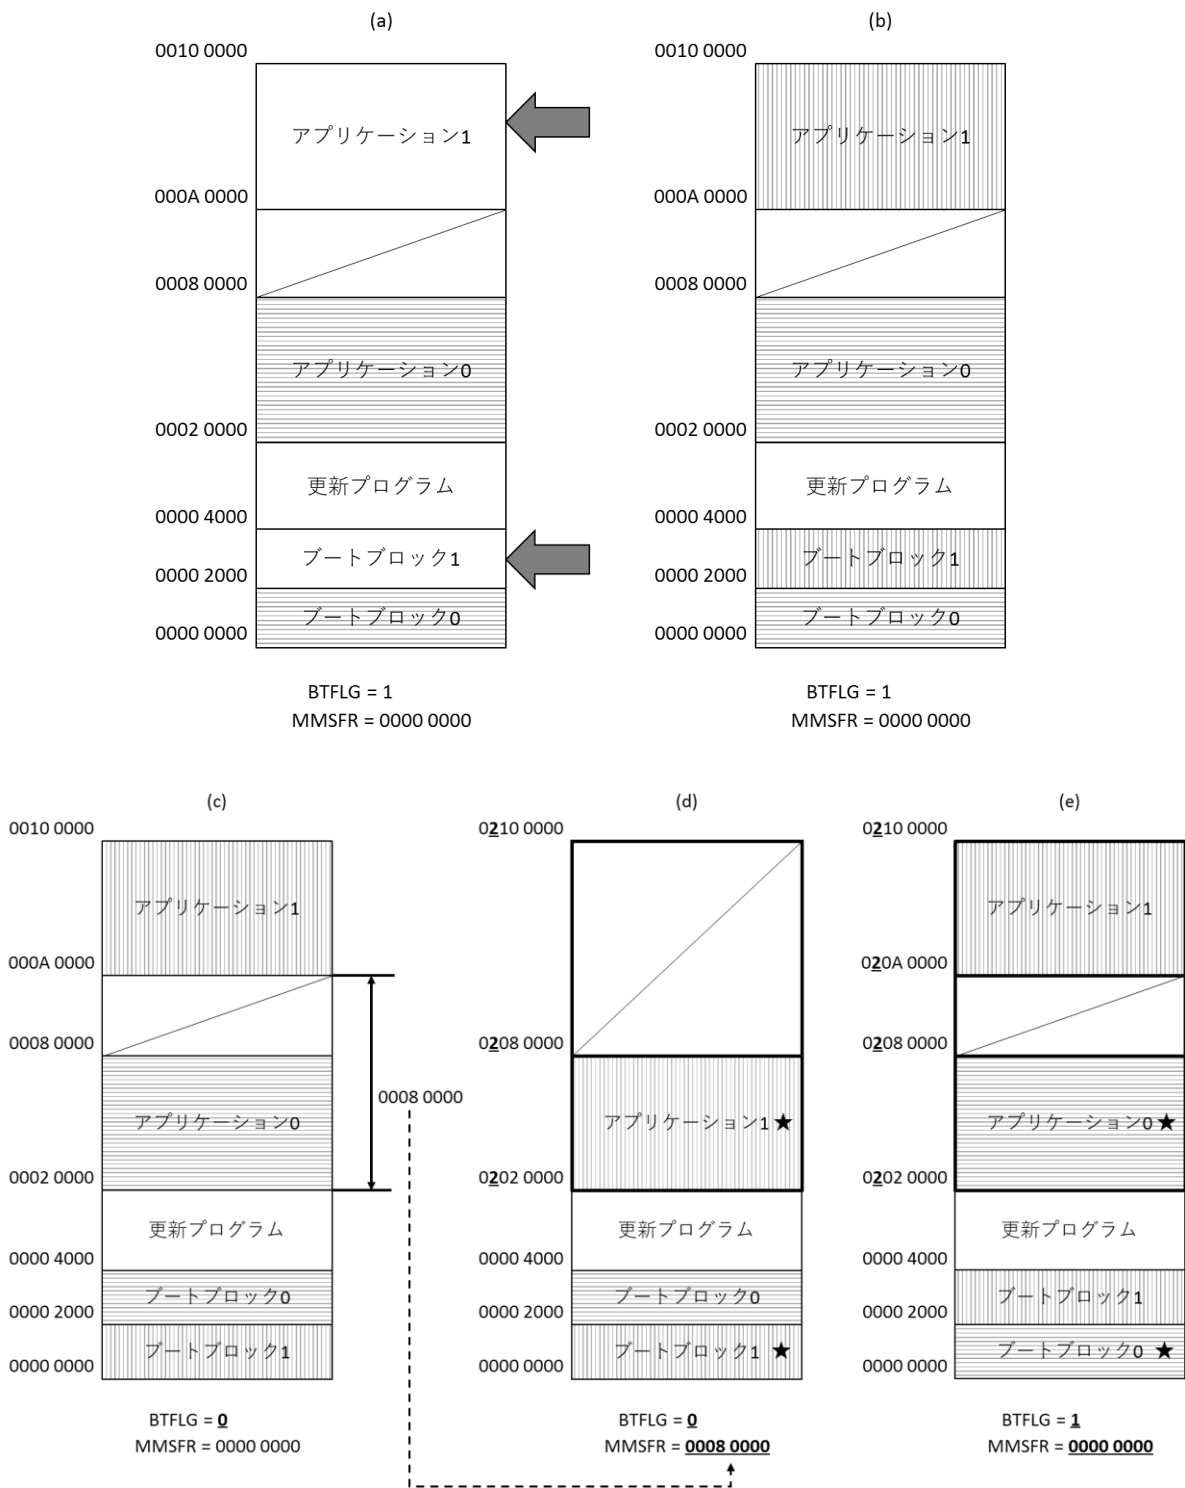 (a)
0010 0000
アプリケーション1
000A 0000
0008 0000
アプリケーション0
0002 0000
更新プログラム
0000 4000
ブートブロック1
0000 2000
ブートブロック0
0000 0000
BTFLG = 1
MMSFR = 0000 0000
(b)
0010 0000
アプリケーション1
000A 0000
0008 0000
アプリケーション0
0002 0000
更新プログラム
0000 4000
ブートブロック1
0000 2000
ブートブロック0
0000 0000
BTFLG = 1
MMSFR = 0000 0000
(c)
0010 0000
アプリケーション1
000A 0000
0008 0000
0008 0000
アプリケーション0
0002 0000
更新プログラム
0000 4000
ブートブロック0
0000 2000
ブートブロック1
0000 0000
BTFLG = 0
MMSFR = 0000 0000
(d)
0210 0000
0208 0000
アプリケーション1 ★
0202 0000
更新プログラム
0000 4000
ブートブロック0
0000 2000
ブートブロック1 ★
0000 0000
BTFLG = 0
MMSFR = 0008 0000
(e)
0210 0000
アプリケーション1
020A 0000
0208 0000
アプリケーション0 ★
0202 0000
更新プログラム
0000 4000
ブートブロック1
0000 2000
ブートブロック0 ★
0000 0000
BTFLG = 1
MMSFR = 0000 0000